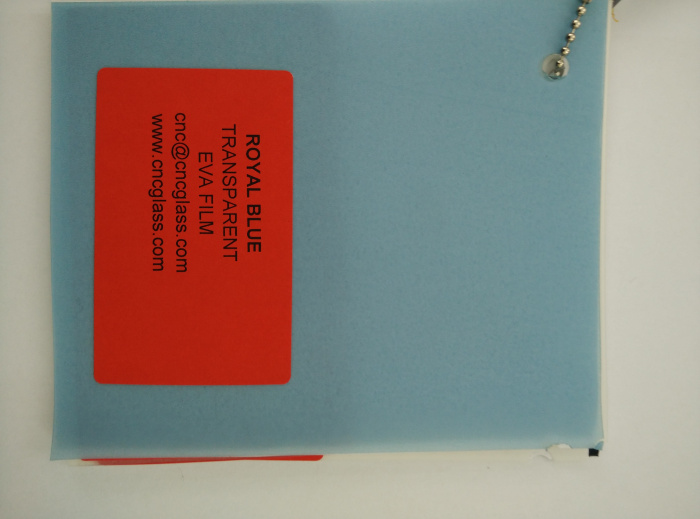 ROYAL BLUE
TRANSPARENT
EVA FILM
cnc@cncglass.com
www.cncglass.com